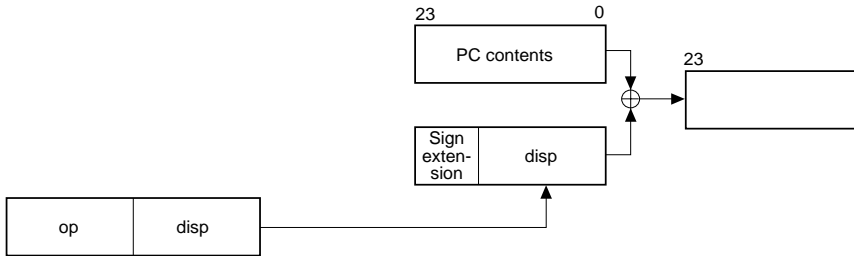 23 0
PC contents
23
Sign
exten-
sion
disp
op disp